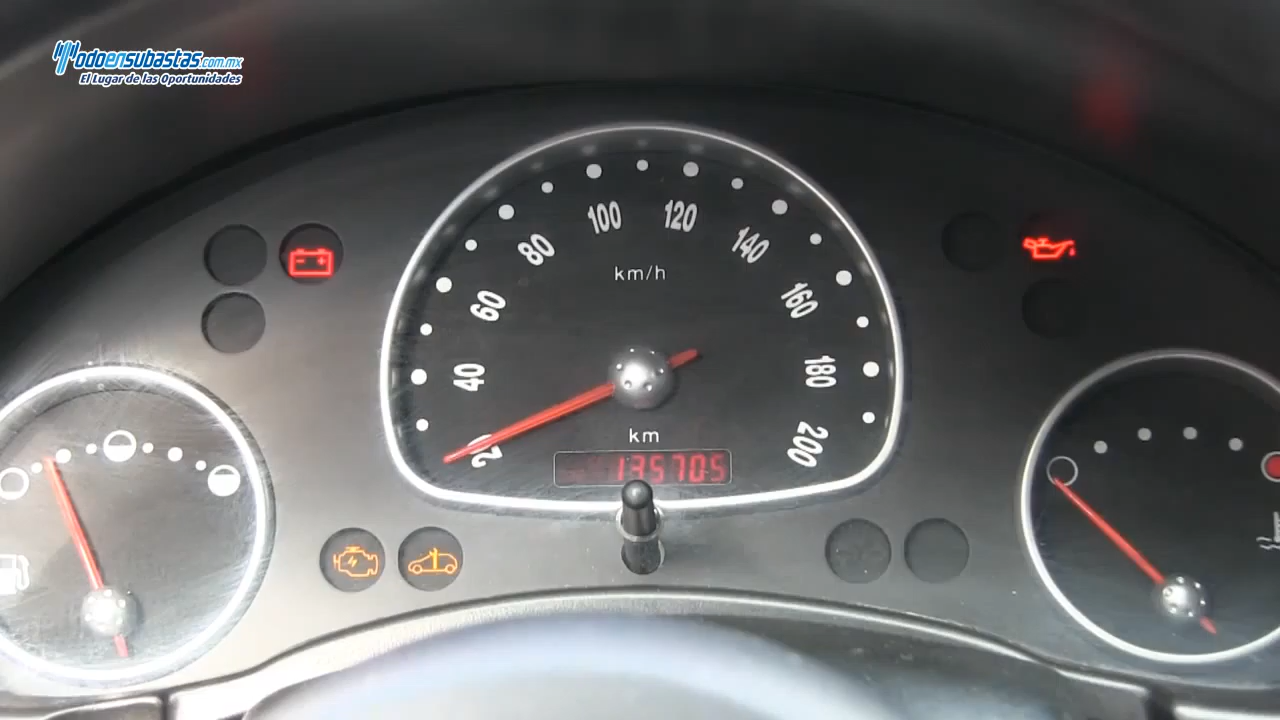 Todoensubastas.com.mx
El Lugar de las Oportunidades
20
40
60
80
100
120
140
160
180
200
km/h
km
135705